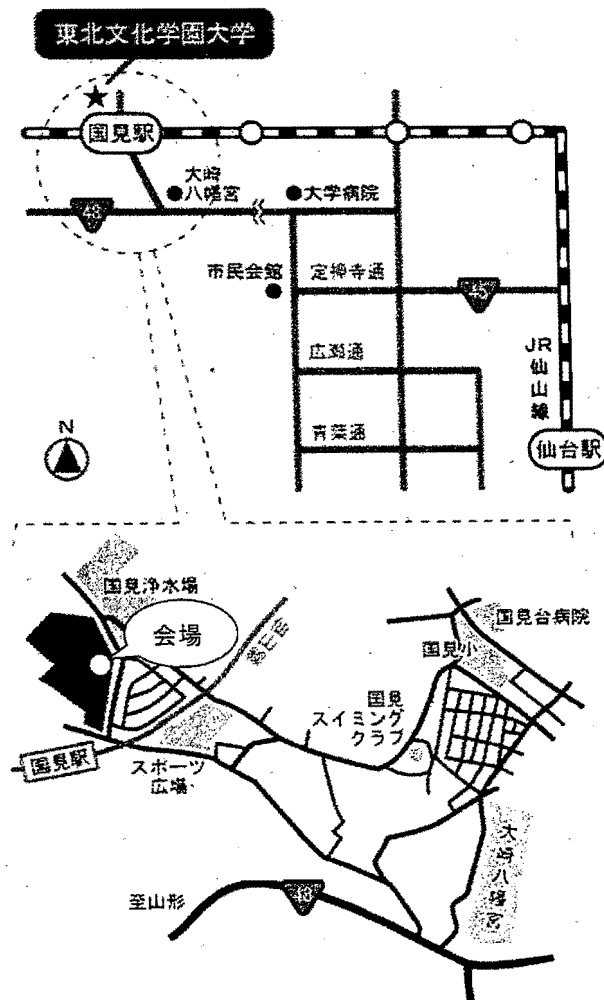 東北文化学園大学
国見駅
大崎
八幡宮
大学病院
48
市民会館
定禅寺通
45
広瀬通
JR
仙
山
線
青葉通
N
仙台駅
国見浄水場
会場
国見台病院
国見小
国見
スイミング
クラブ
国見駅
スポーツ
広場
大崎八幡宮
至山形
48